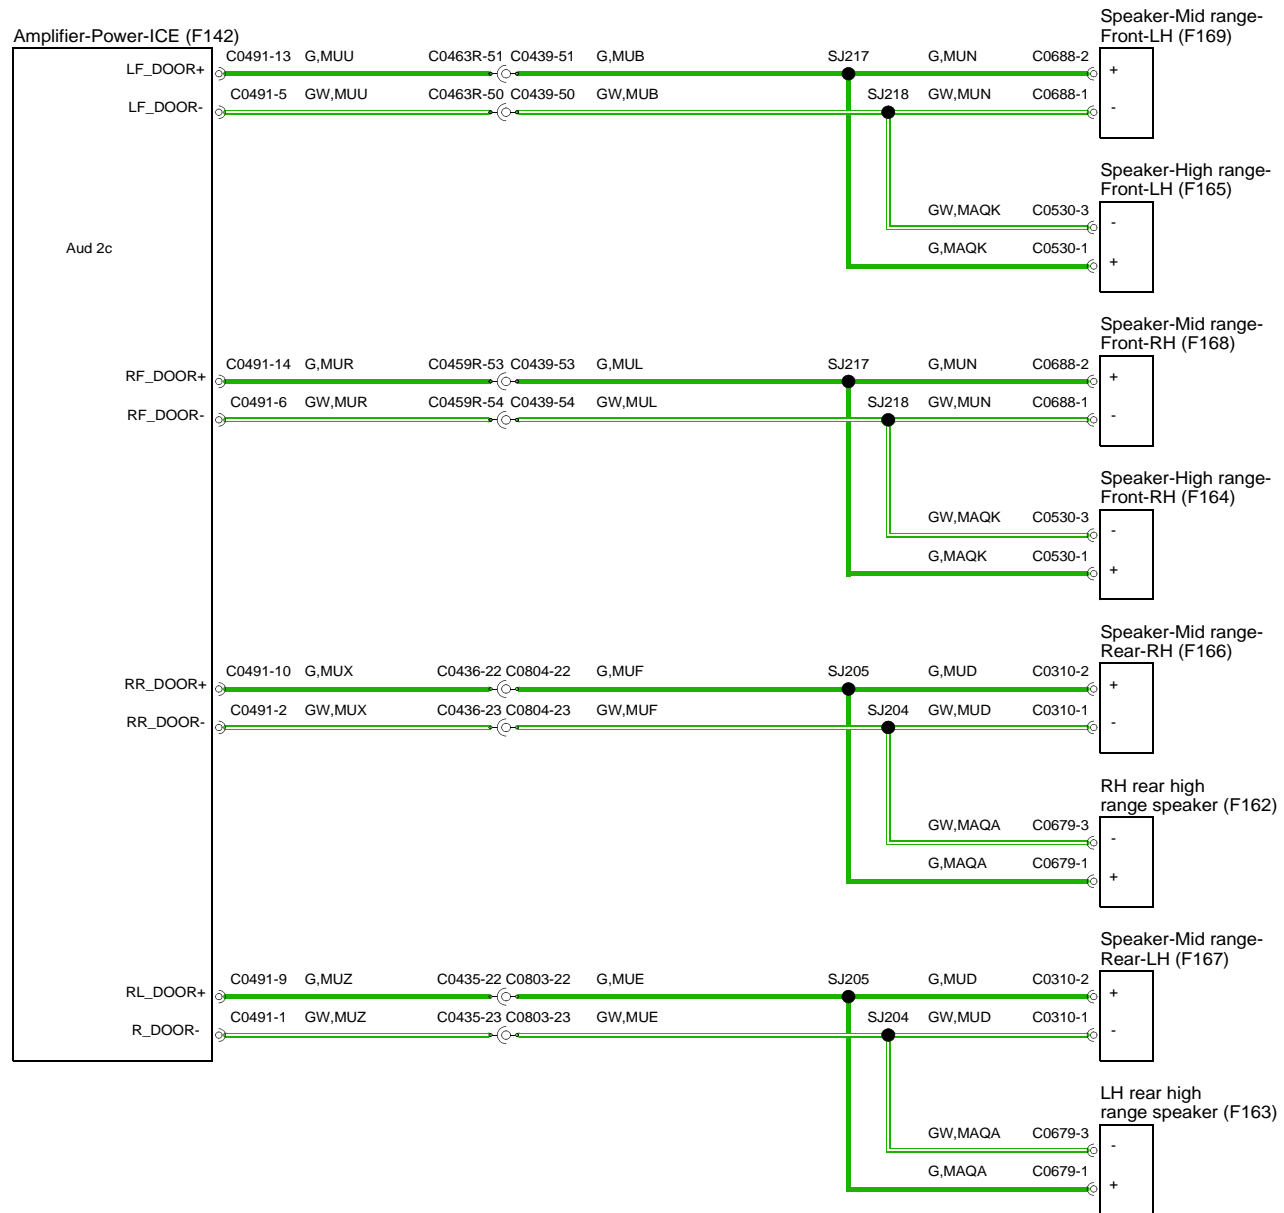 Amplifier-Power-ICE (F142)
Speaker-Mid range-
Front-LH (F169)
LF_DOOR+ C0491-13 G,MUU C0463R-51 C0439-51 G,MUB SJ217 G,MUN C0688-2 +
LF_DOOR- C0491-5 GW,MUU C0463R-50 C0439-50 GW,MUB SJ218 GW,MUN C0688-1 -
Speaker-High range-
Front-LH (F165)
GW,MAQK C0530-3 -
Aud 2c
G,MAQK C0530-1 +
Speaker-Mid range-
Front-RH (F168)
RF_DOOR+ C0491-14 G,MUR C0459R-53 C0439-53 G,MUL SJ217 G,MUN C0688-2 +
RF_DOOR- C0491-6 GW,MUR C0459R-54 C0439-54 GW,MUL SJ218 GW,MUN C0688-1 -
Speaker-High range-
Front-RH (F164)
GW,MAQK C0530-3 -
G,MAQK C0530-1 +
Speaker-Mid range-
Rear-RH (F166)
RR_DOOR+ C0491-10 G,MUX C0436-22 C0804-22 G,MUF SJ205 G,MUD C0310-2 +
RR_DOOR- C0491-2 GW,MUX C0436-23 C0804-23 GW,MUF SJ204 GW,MUD C0310-1 -
RH rear high
range speaker (F162)
GW,MAQA C0679-3 -
G,MAQA C0679-1 +
Speaker-Mid range-
Rear-LH (F167)
RL_DOOR+ C0491-9 G,MUZ C0435-22 C0803-22 G,MUE SJ205 G,MUD C0310-2 +
R_DOOR- C0491-1 GW,MUZ C0435-23 C0803-23 GW,MUE SJ204 GW,MUD C0310-1 -
LH rear high
range speaker (F163)
GW,MAQA C0679-3 -
G,MAQA C0679-1 +